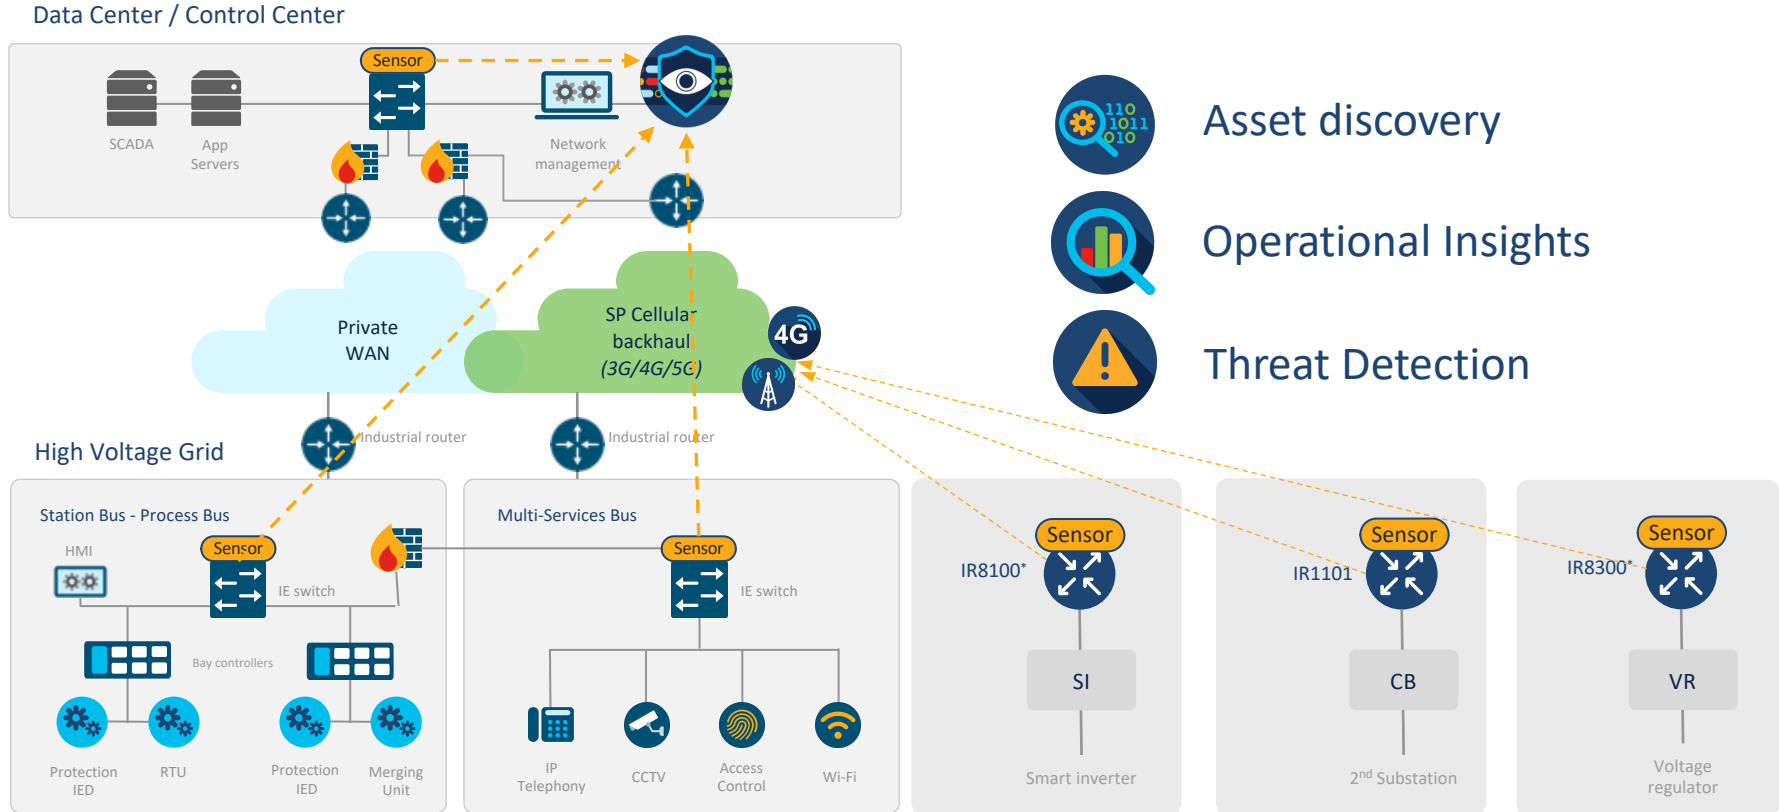 Data Center / Control Center
Sensor
SCADA
App
Servers
Network
management
110
1011
010
Asset discovery
Operational Insights
Threat Detection
Private
WAN
SP Cellular
backhaul
(3G/4G/5G)
4G
Industrial router
Industrial router
High Voltage Grid
Station Bus - Process Bus
HMI
Sensor
IE switch
Bay controllers
Protection
IED
RTU
Protection
IED
Merging
Unit
Multi-Services Bus
Sensor
IE switch
IP
Telephony
CCTV
Access
Control
Wi-Fi
Sensor
IR8100*
SI
Smart inverter
Sensor
IR1101
CB
2nd Substation
Sensor
IR8300*
VR
Voltage
regulator